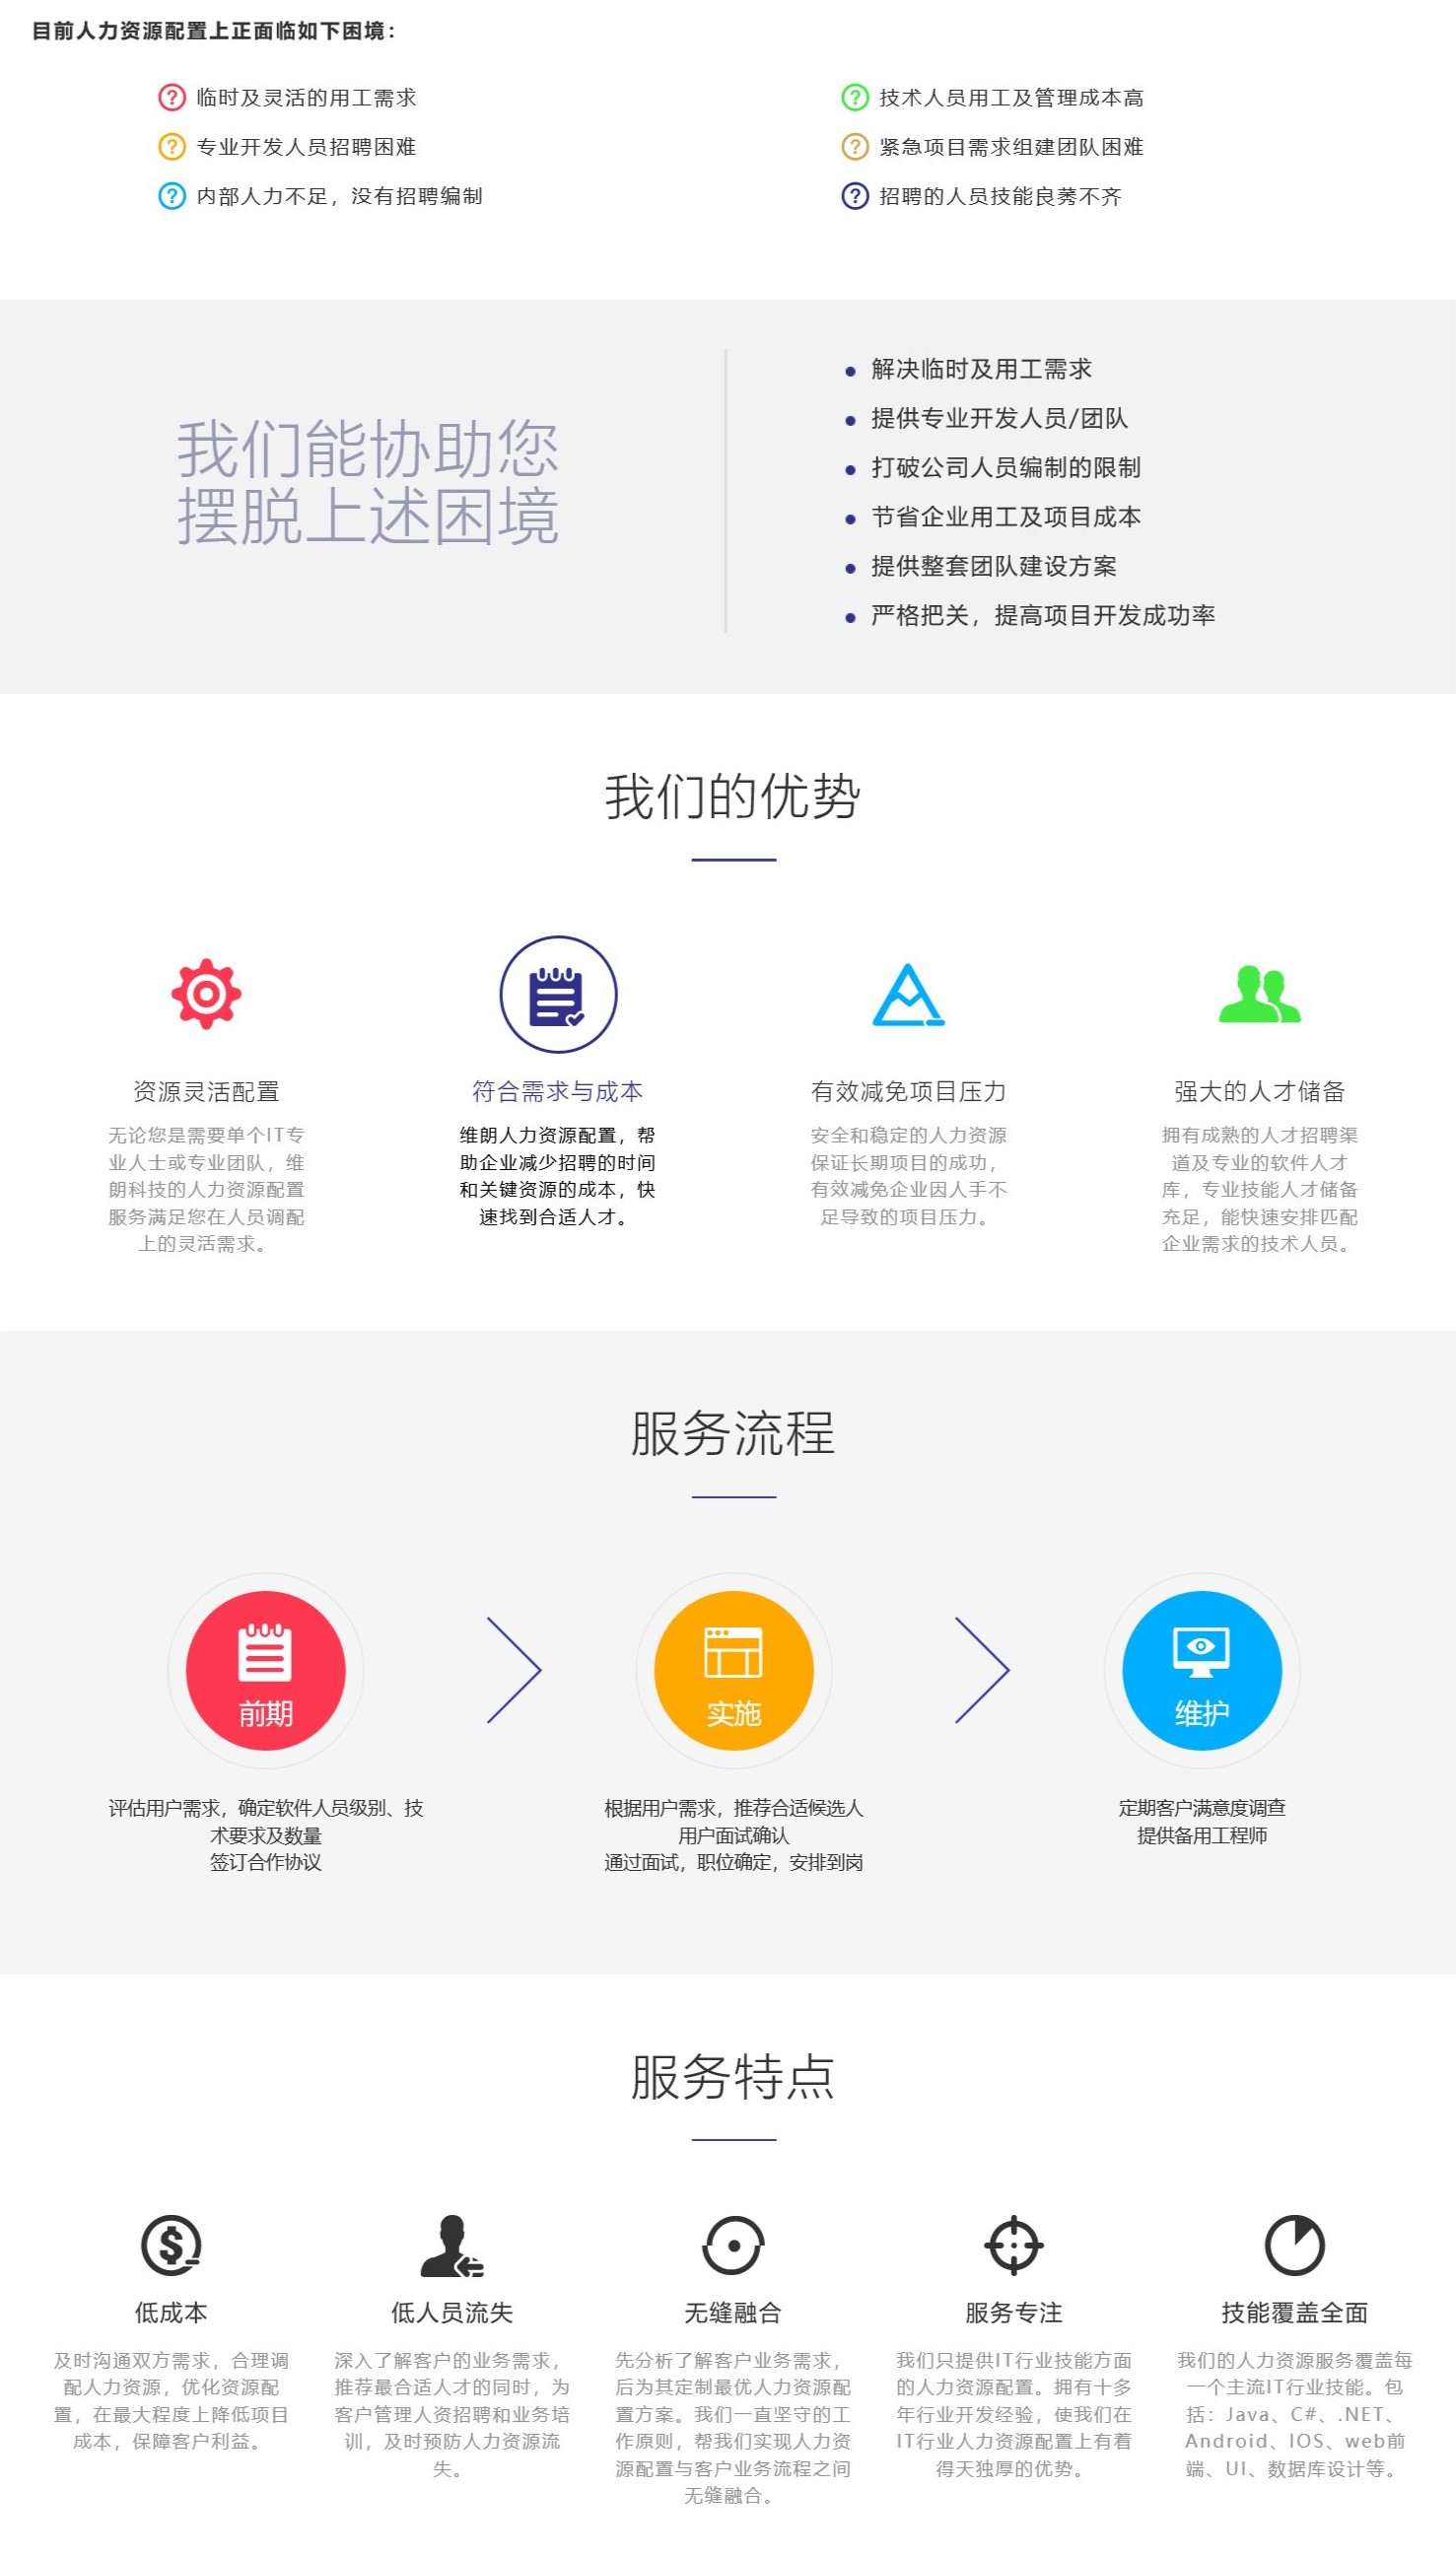 目前人力资源配置上正面临如下困境：
临时及灵活的用工需求
技术人员用工及管理成本高
专业开发人员招聘困难
紧急项目需求组建团队困难
内部人力不足，没有招聘编制
招聘的人员技能良莠不齐
我们能协助您
摆脱上述困境
解决临时及用工需求
提供专业开发人员/团队
打破公司人员编制的限制
节省企业用工及项目成本
提供整套团队建设方案
严格把关，提高项目开发成功率
我们的优势
资源灵活配置
无论您是需要单个IT专
业人士或专业团队，维
朗科技的人力资源配置
服务满足您在人员调配
上的灵活需求。
符合需求与成本
维朗人力资源配置，帮
助企业减少招聘的时间
和关键资源的成本，快
速找到合适人才。
有效减免项目压力
安全和稳定的人力资源
保证长期项目的成功，
有效减免企业因人手不
足导致的项目压力。
强大的人才储备
拥有成熟的人才招聘渠
道及专业的软件人才
库，专业技能人才储备
充足，能快速安排匹配
企业需求的技术人员。
服务流程
前期
评估用户需求，确定软件人员级别、技
术要求及数量
签订合作协议
实施
根据用户需求，推荐合适候选人
用户面试确认
通过面试，职位确定，安排到岗
维护
定期客户满意度调查
提供备用工程师
服务特点
低成本
及时沟通双方需求，合理调
配人力资源，优化资源配
置，在最大程度上降低项目
成本，保障客户利益。
低人员流失
深入了解客户的业务需求，
推荐最合适人才的同时，为
客户管理人资招聘和业务培
训，及时预防人力资源流
失。
无缝融合
先分析了解客户业务需求，
后为其定制最优人力资源配
置方案。我们一直坚守的工
作原则，帮我们实现人力资
源配置与客户业务流程之间
无缝融合。
服务专注
我们只提供IT行业技能方面
的人力资源配置。拥有十多
年行业开发经验，使我们在
IT行业人力资源配置上有着
得天独厚的优势。
技能覆盖全面
我们的人力资源服务覆盖每
一个主流IT行业技能。包
括：Java、C#、.NET、
Android、IOS、web前
端、UI、数据库设计等。